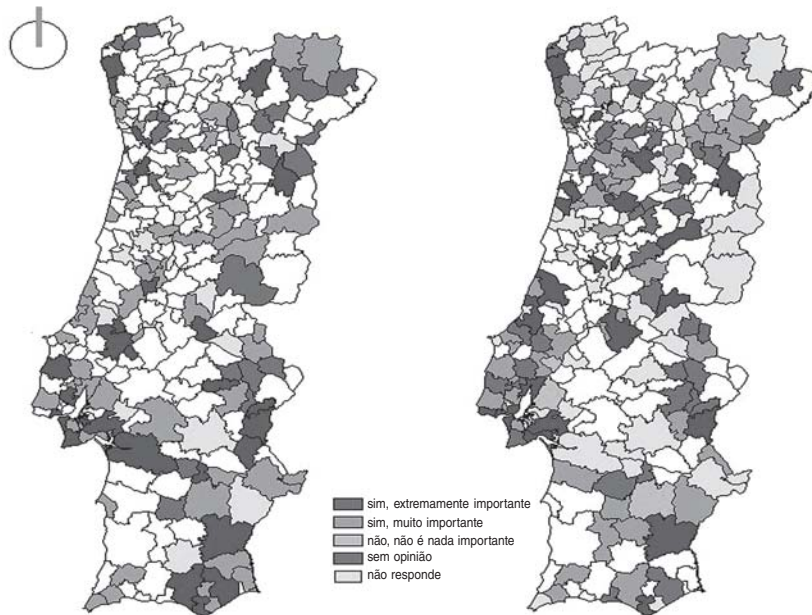 sim, extremamente importante
sim, muito importante
não, não é nada importante
sem opinião
não responde